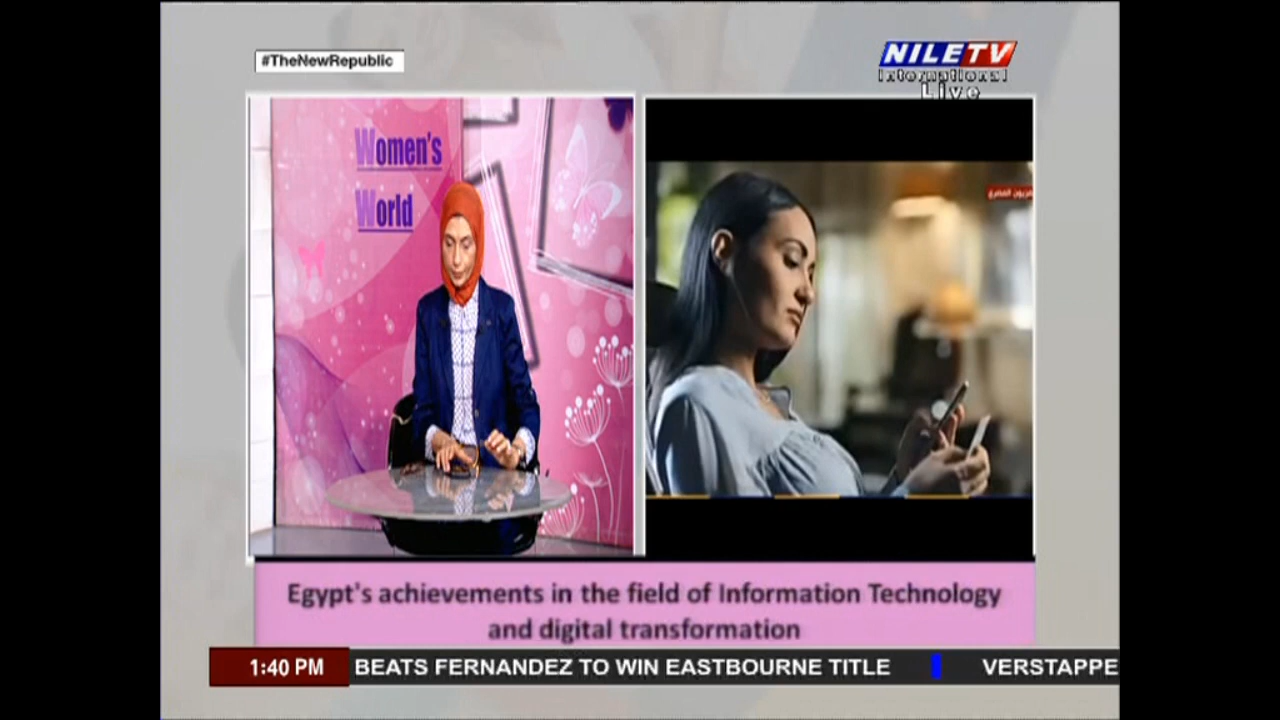 #TheNewRepublic
NILETV
International
Live
Women's
World
Egypt's achievements in the field of Information Technology
and digital transformation
1:40 PM BEATS FERNANDEZ TO WIN EASTBOURNE TITLE VERSTAPPE